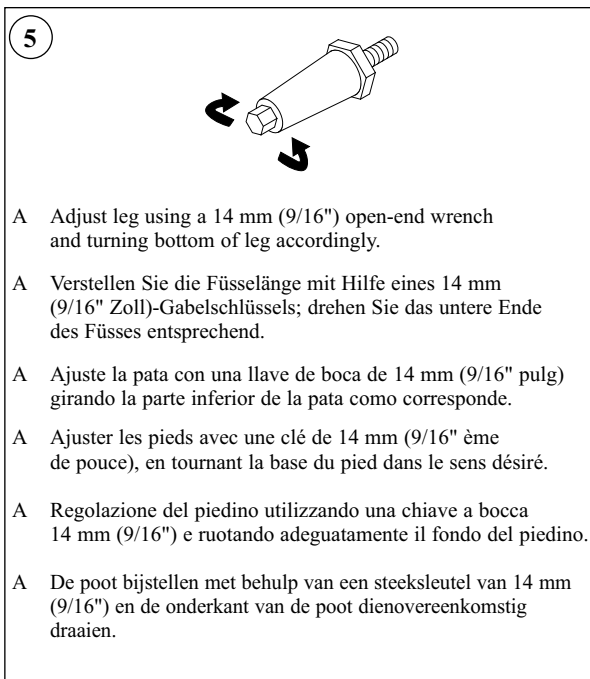 5
A Adjust leg using a 14 mm (9/16") open-end wrench
and turning bottom of leg accordingly.
A Verstellen Sie die Füsselänge mit Hilfe eines 14 mm
(9/16" Zoll)-Gabelschlüssels; drehen Sie das untere Ende
des Füsses entsprechend.
A Ajuste la pata con una llave de boca de 14 mm (9/16" pulg)
girando la parte inferior de la pata como corresponde.
A Ajuster les pieds avec une clé de 14 mm (9/16" ème
de pouce), en tournant la base du pied dans le sens désiré.
A Regolazione del piedino utilizzando una chiave a bocca
14 mm (9/16") e ruotando adeguatamente il fondo del piedino.
A De poot bijstellen met behulp van een steeksleutel van 14 mm
(9/16") en de onderkant van de poot dienovereenkomstig
draaien.